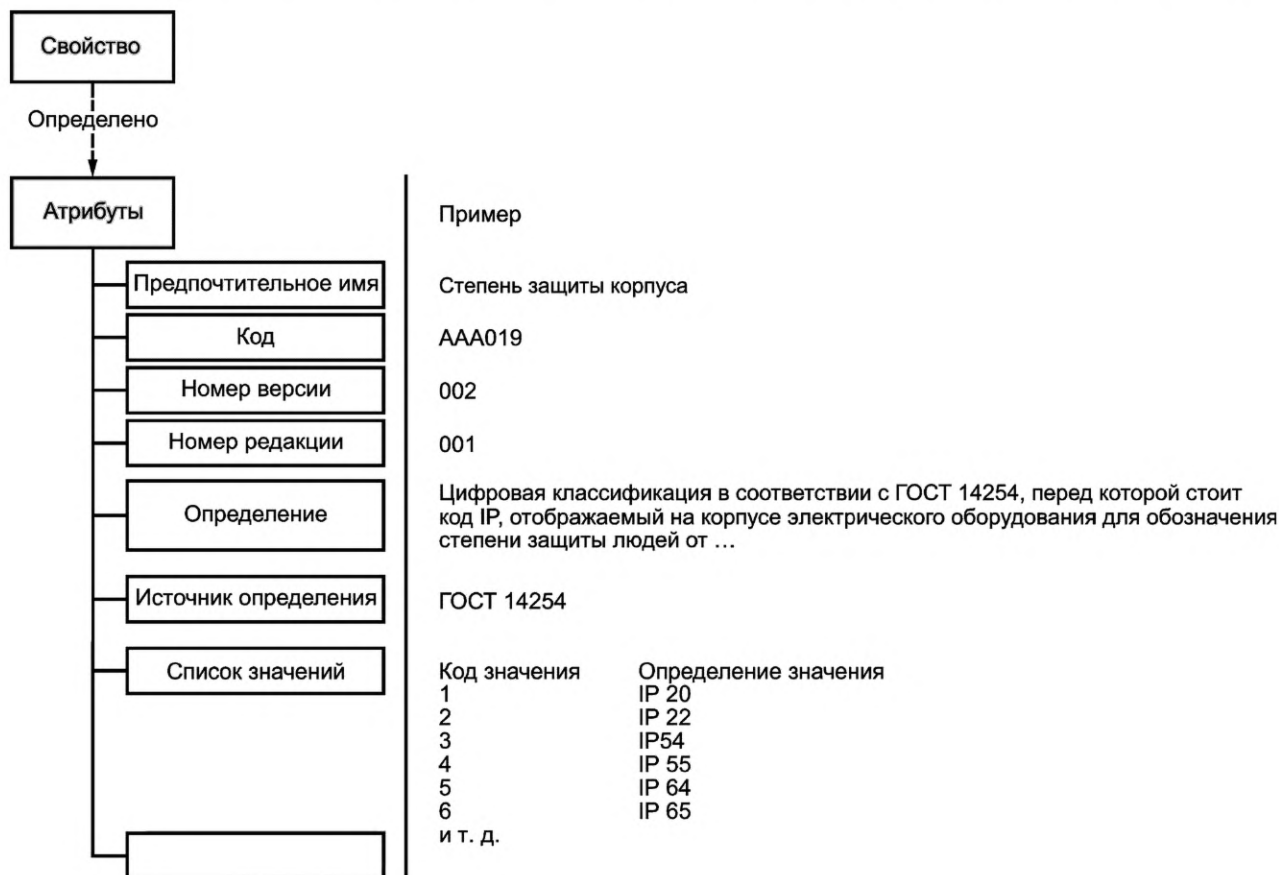 Свойство
Определено
Атрибуты
Пример
Предпочтительное имя
Степень защиты корпуса
Код
AAA019
Номер версии
002
Номер редакции
001
Определение
Цифровая классификация в соответствии с ГОСТ 14254, перед которой стоит
код IP, отображаемый на корпусе электрического оборудования для обозначения
степени защиты людей от ...
Источник определения
ГОСТ 14254
Список значений
Код значения Определение значения
1 IP 20
2 IP 22
3 IP54
4 IP 55
5 IP 64
6 IP 65
и т. д.